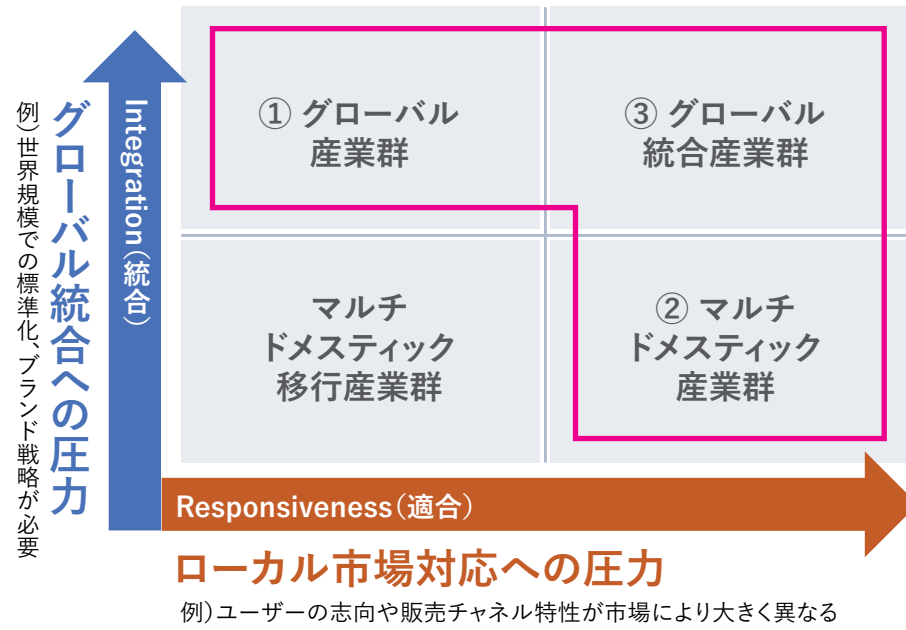 グローバル統合への圧力
例）世界規模での標準化、ブランド戦略が必要
Integration（統合）
① グローバル
産業群
③ グローバル
統合産業群
マルチ
ドメスティック
移行産業群
② マルチ
ドメスティック
産業群
Responsiveness（適合）
ローカル市場対応への圧力
例）ユーザーの志向や販売チャネル特性が市場により大きく異なる